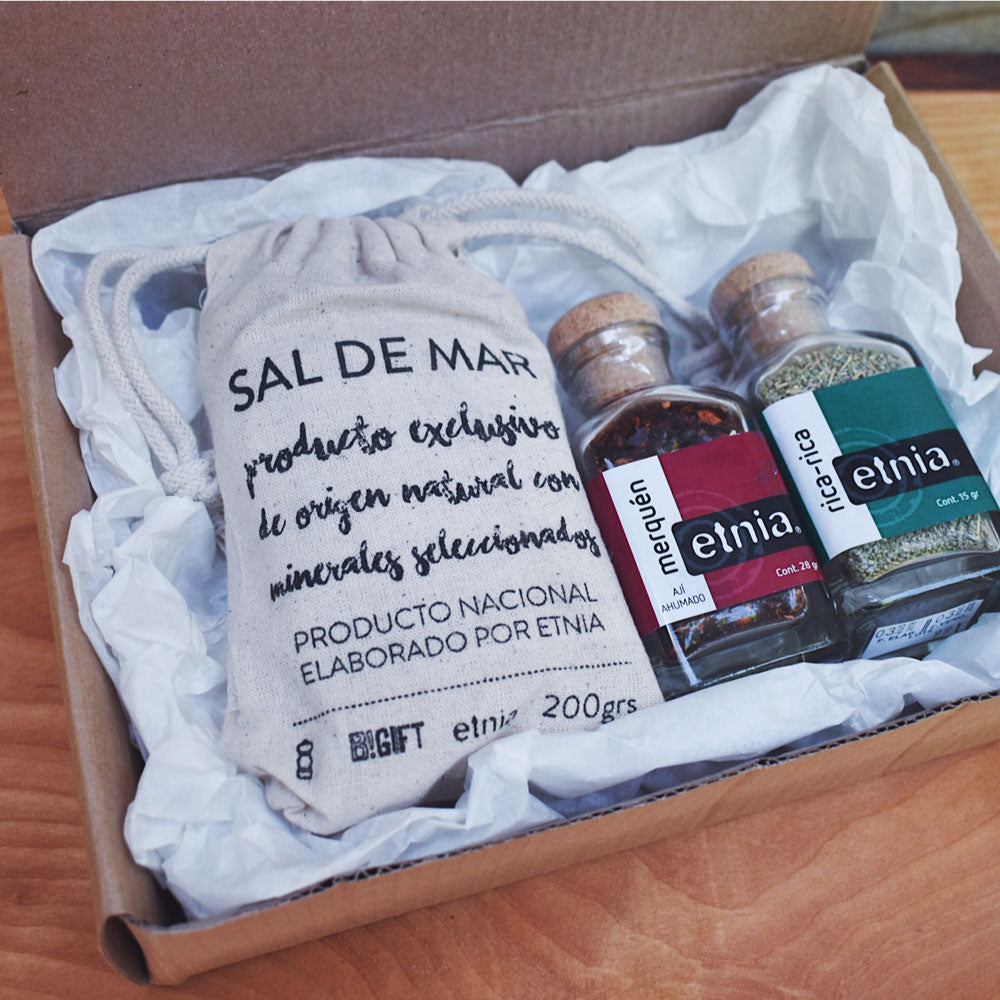 SAL DE MAR
producto exclusivo
de origen natural con
minerales seleccionados
PRODUCTO NACIONAL
ELABORADO POR ETNIA
B!GIFT etnia 200grs
merquén
AJÍ
AHUMADO
etnia®
Cont. 28 gr
rica-rica
etnia®
Cont. 15 gr